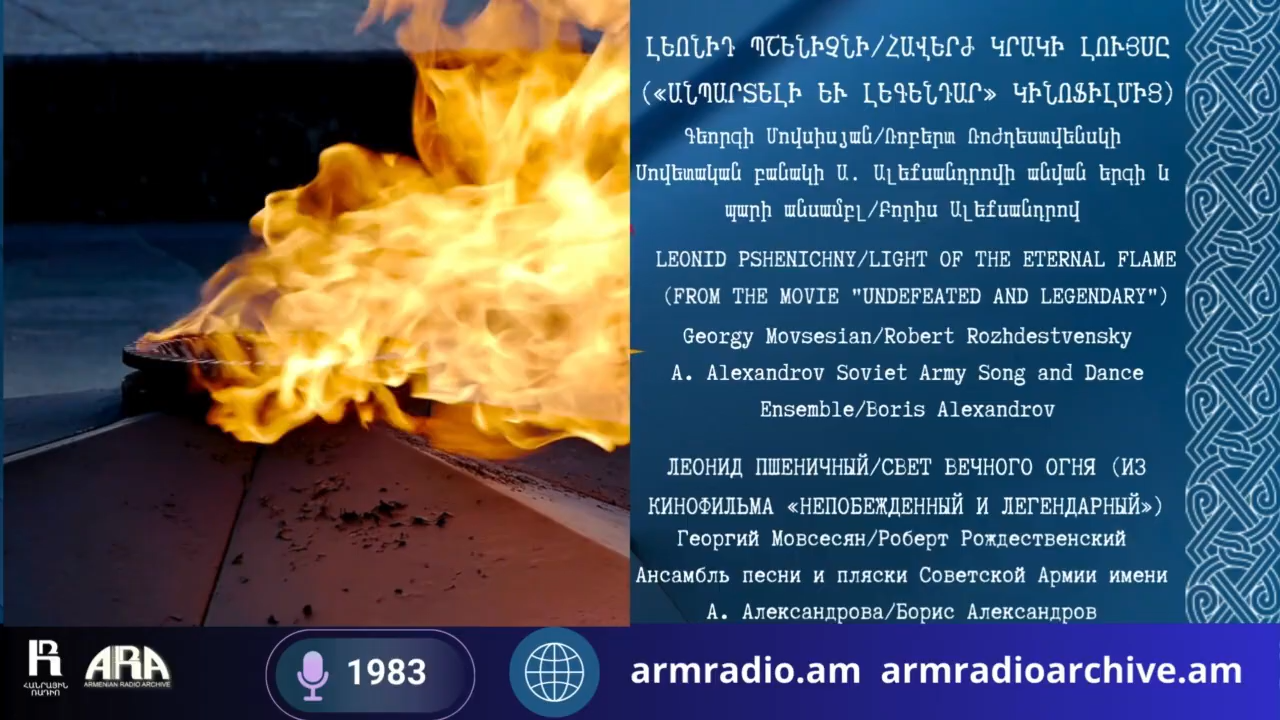 ԼԵՈՆԻԴ ՊՇԵՆԻՉՆԻ/ՀԱՎԵՐԺ ԿՐԱԿԻ ԼՈՒՅՍԸ
(«ԱՆՊԱՐՏԵԼԻ ԵՒ ԼԵԳԵՆԴԱՐ» ԿԻՆՈՖԻԼՄԻՑ)
Գեորգի Մովսիսյան/Ռոբերտ Ռոժդեստվենսկի
Սովետական բանակի Ա. Ալեքսանդրովի անվան երգի և
պարի անսամբլ/Բորիս Ալեքսանդրով
LEONID PSHENICHNY/LIGHT OF THE ETERNAL FLAME
(FROM THE MOVIE "UNDEFEATED AND LEGENDARY")
Georgy Movsesian/Robert Rozhdestvensky
A. Alexandrov Soviet Army Song and Dance
Ensemble/Boris Alexandrov
ЛЕОНИД ПШЕНИЧНЫЙ/СВЕТ ВЕЧНОГО ОГНЯ (ИЗ
КИНОФИЛЬМА «НЕПОБЕЖДЕННЫЙ И ЛЕГЕНДАРНЫЙ»)
Георгий Мовсесян/Роберт Рождественский
Ансамбль песни и пляски Советской Армии имени
А. Александрова/Борис Александров
ՀԱՆՐԱՅԻՆ
ՌԱԴԻՈ
ARA
ARMENIAN RADIO ARCHIVE
1983
armradio.am armradioarchive.am